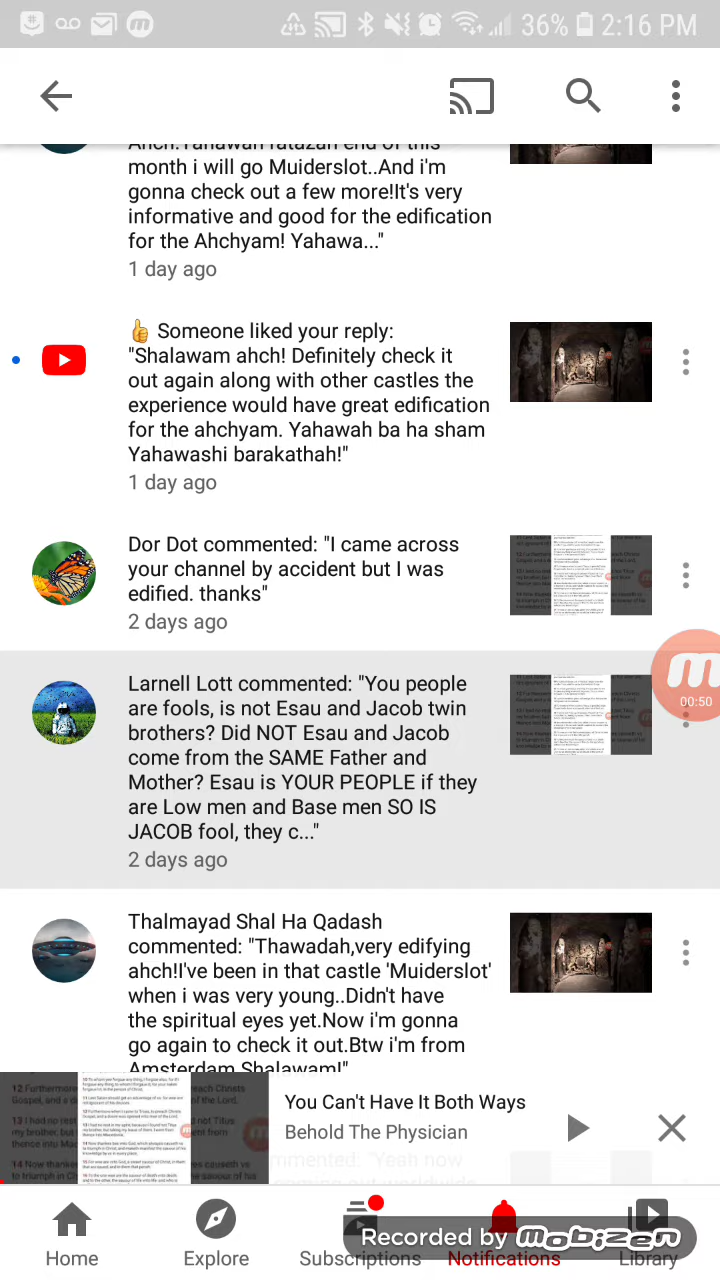 36% 2:16 PM
Ahch! Yahawah
month i will go Muiderslot..And i'm
gonna check out a few more!It's very
informative and good for the edification
for the Ahchyam! Yahawa..."
1 day ago
👍 Someone liked your reply:
"Shalawam ahch! Definitely check it
out again along with other castles the
experience would have great edification
for the ahchyam. Yahawah ba ha sham
Yahawashi barakathah!"
1 day ago
Dor Dot commented: "I came across
your channel by accident but I was
edified. thanks"
2 days ago
Larnell Lott commented: "You people
are fools, is not Esau and Jacob twin
brothers? Did NOT Esau and Jacob
come from the SAME Father and
Mother? Esau is YOUR PEOPLE if they
are Low men and Base men SO IS
JACOB fool, they c..."
2 days ago
00:50
Thalmayad Shal Ha Qadash
commented: "Thawadah,very edifying
ahch!I've been in that castle 'Muiderslot'
when i was very young..Didn't have
the spiritual eyes yet.Now i'm gonna
go again to check it out.Btw i'm from
Amsterdam Shalawam!"
You Can't Have It Both Ways
Behold The Physician
Home
Explore
Subscriptions
Notifications
Library
Recorded by mobizen